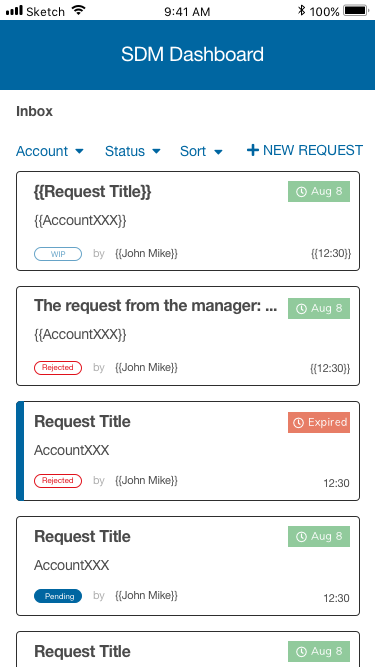 Sketch 9:41 AM 100%
SDM Dashboard
Inbox
Account Status Sort + NEW REQUEST
{{Request Title}} Aug 8
{{AccountXXX}}
WIP by {{John Mike}} {{12:30}}
The request from the manager: ... Aug 8
{{AccountXXX}}
Rejected by {{John Mike}} {{12:30}}
Request Title Expired
AccountXXX
Rejected by {{John Mike}} 12:30
Request Title Aug 8
AccountXXX
Pending by {{John Mike}} 12:30
Request Title Aug 8